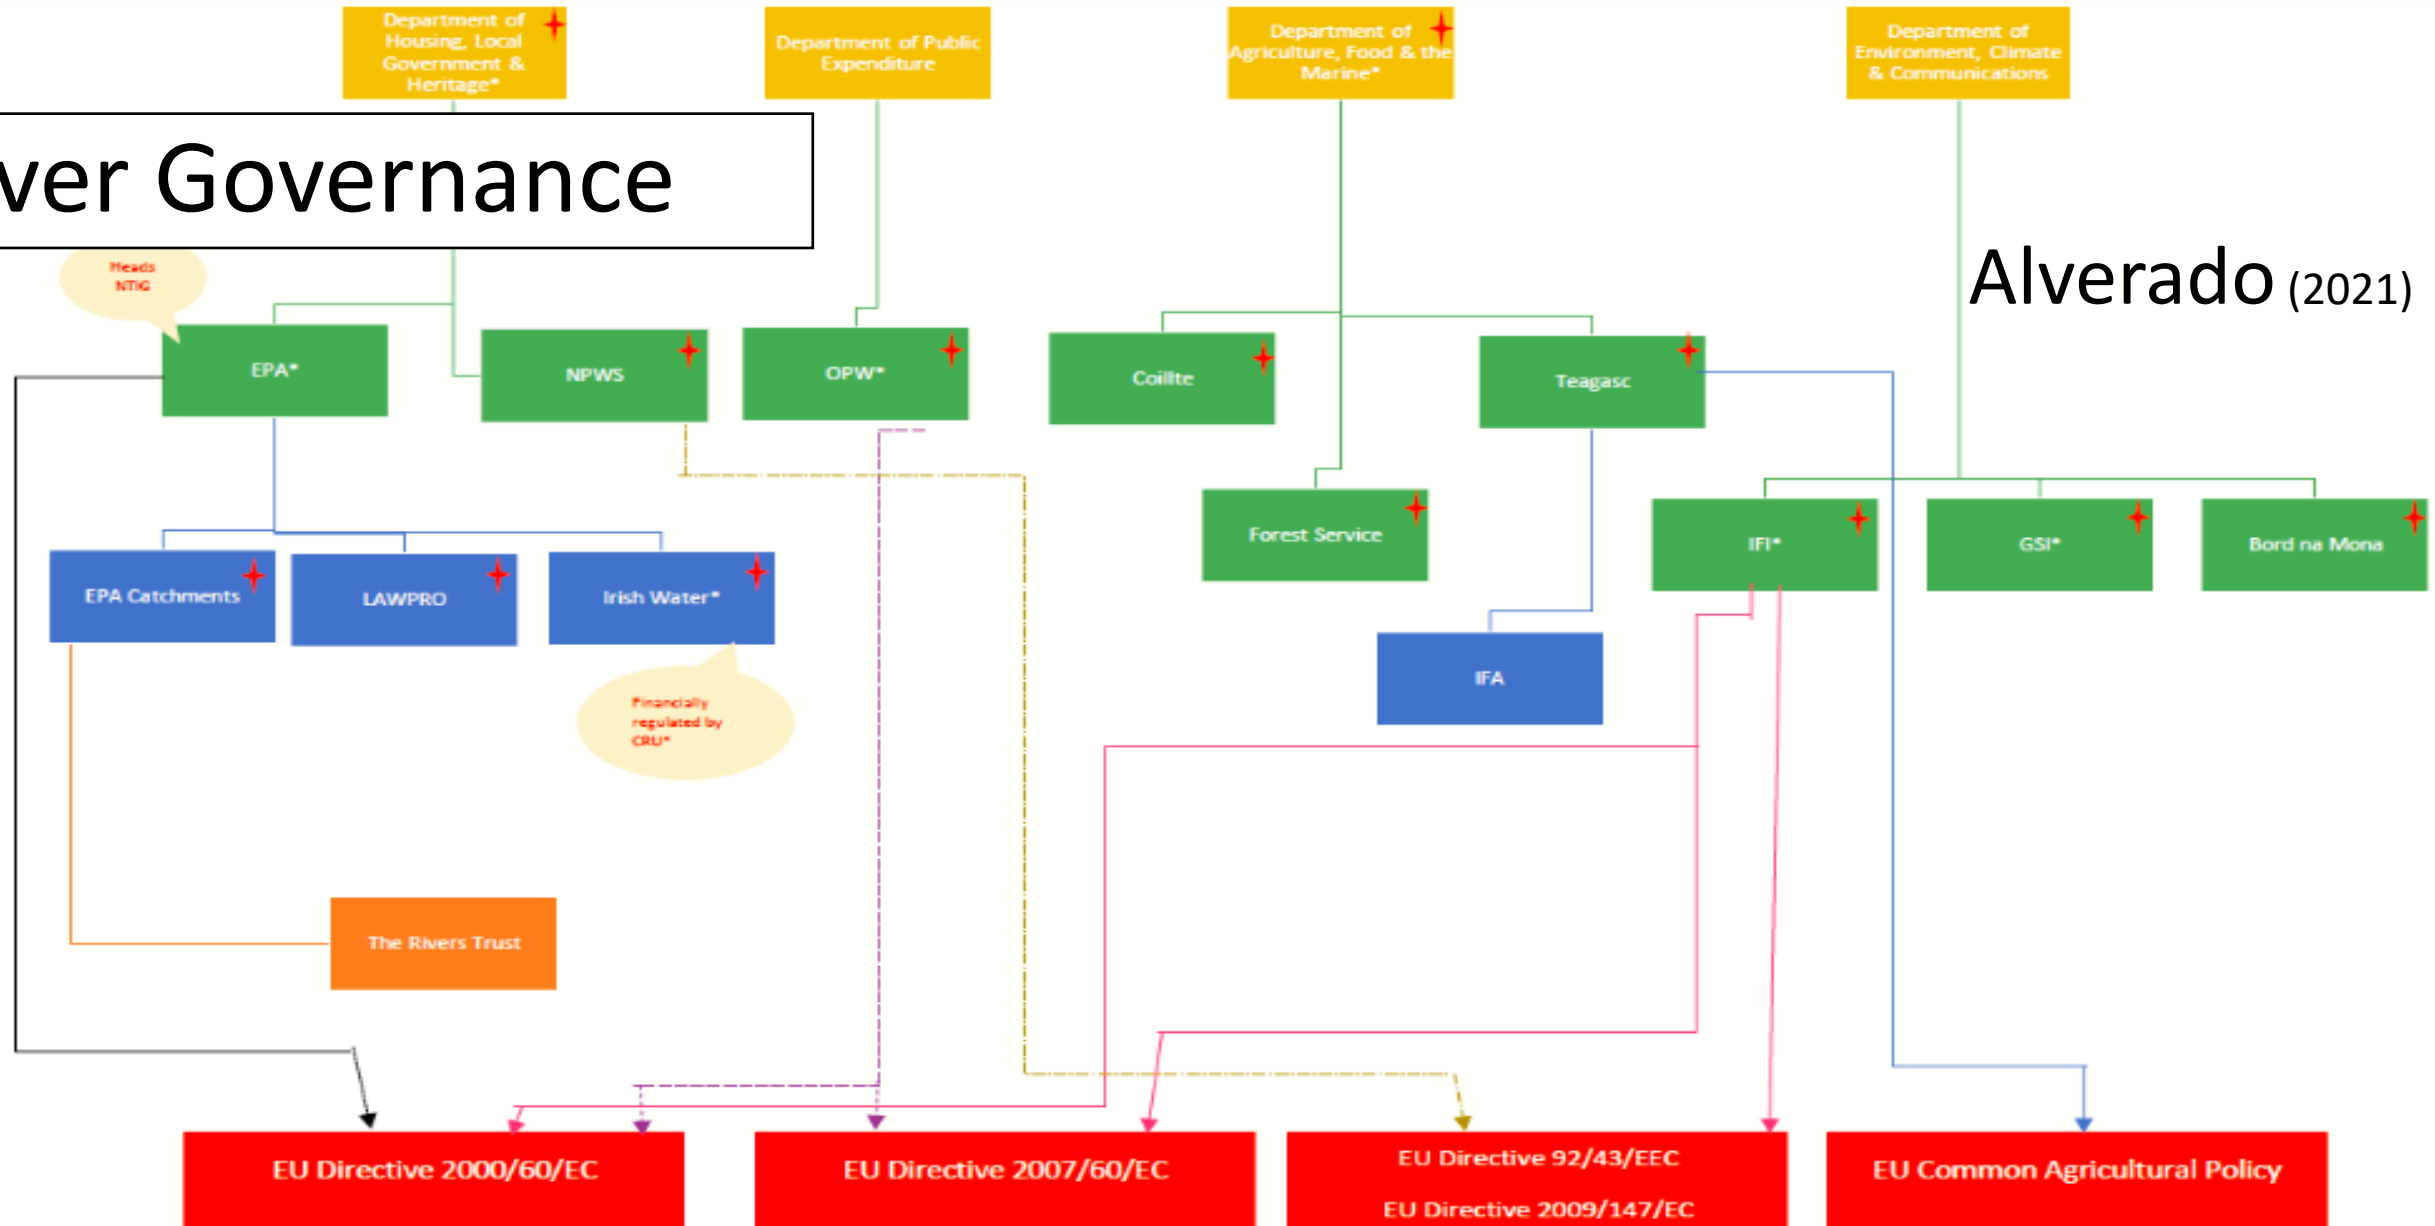 Department of
Housing, Local
Government &
Heritage*
Department of Public
Expenditure
Department of
Agriculture, Food & the
Marine*
Department of
Environment, Climate
& Communications
ver Governance
Alverado (2021)
Heads
NTIG
EPA*
NPWS
OPW*
Coillte
Teagasc
Forest Service
IFI*
GSI*
Bord na Mona
EPA Catchments
LAWPRO
Irish Water*
IFA
Financially
regulated by
CRU*
The Rivers Trust
EU Directive 2000/60/EC
EU Directive 2007/60/EC
EU Directive 92/43/EEC
EU Directive 2009/147/EC
EU Common Agricultural Policy